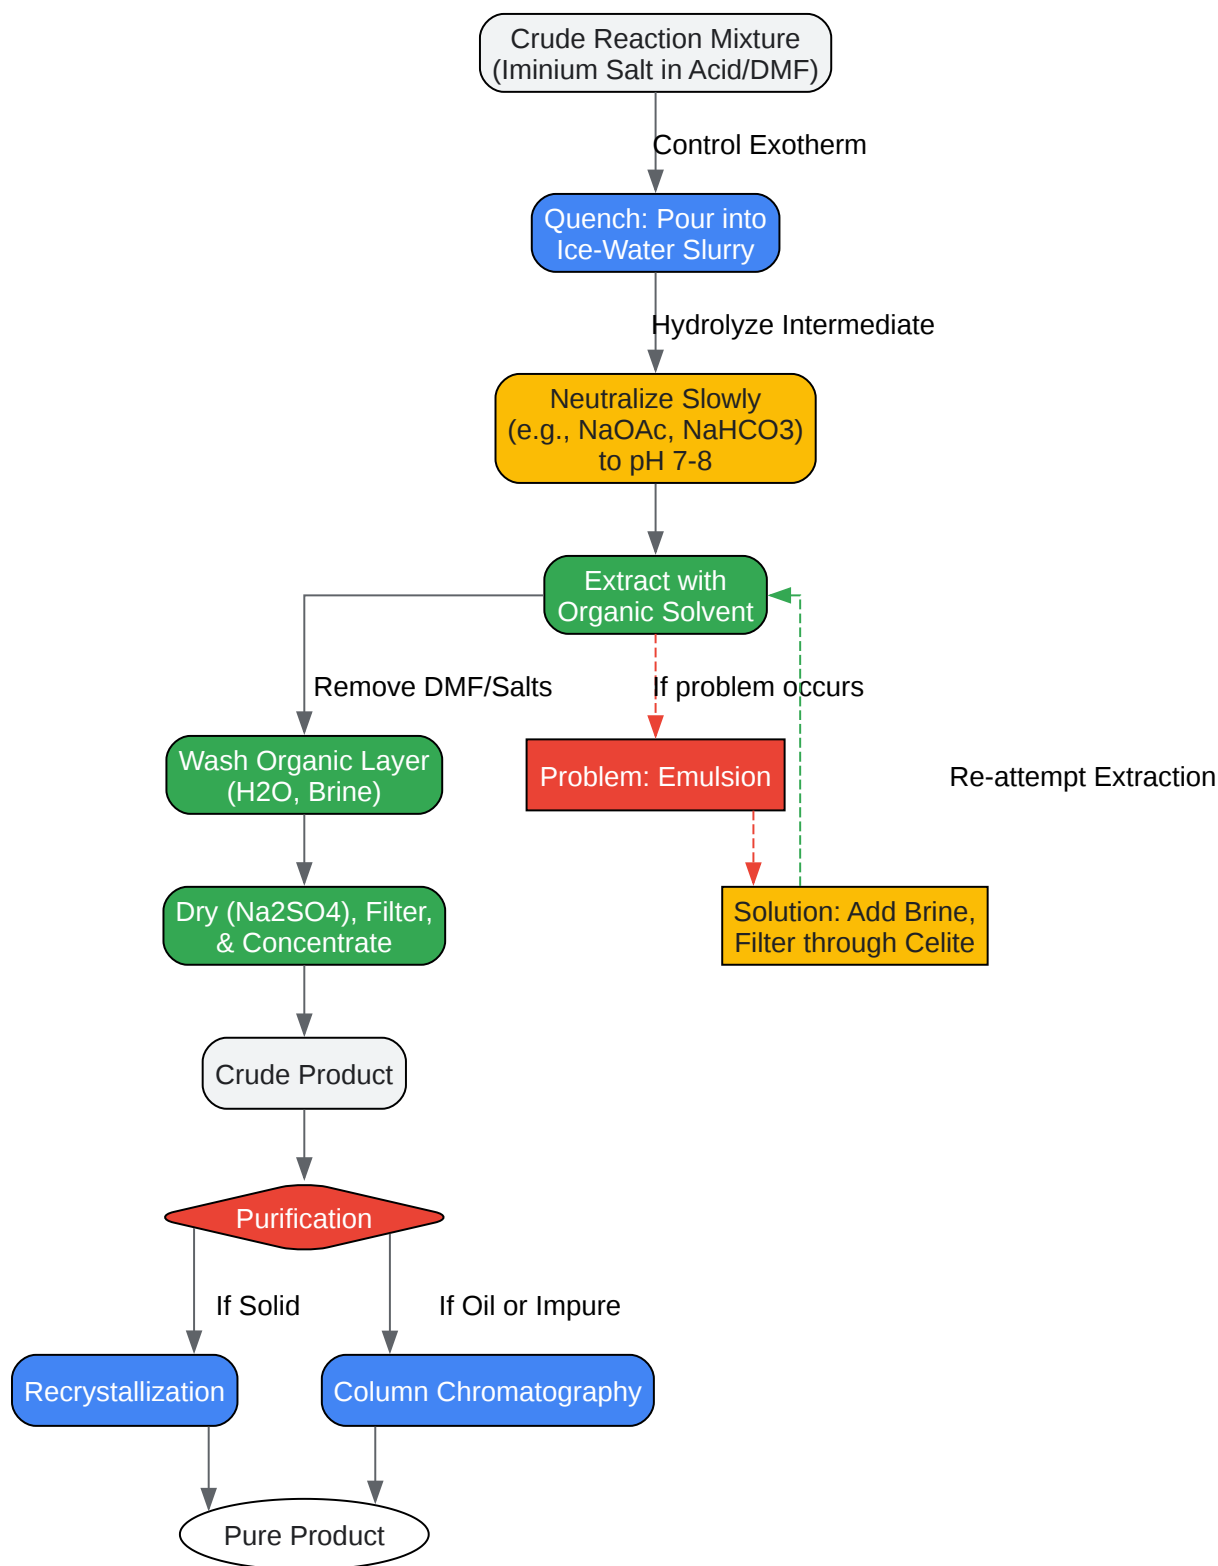 Crude Reaction Mixture
(Iminium Salt in Acid/DMF)
Control Exotherm
Quench: Pour into
Ice-Water Slurry
Hydrolyze Intermediate
Neutralize Slowly
(e.g., NaOAc, NaHCO3)
to pH 7-8
Extract with
Organic Solvent
Remove DMF/Salts
If problem occurs
Wash Organic Layer
(H2O, Brine)
Problem: Emulsion
Re-attempt Extraction
Dry (Na2SO4), Filter,
& Concentrate
Solution: Add Brine,
Filter through Celite
Crude Product
Purification
If Solid
If Oil or Impure
Recrystallization
Column Chromatography
Pure Product